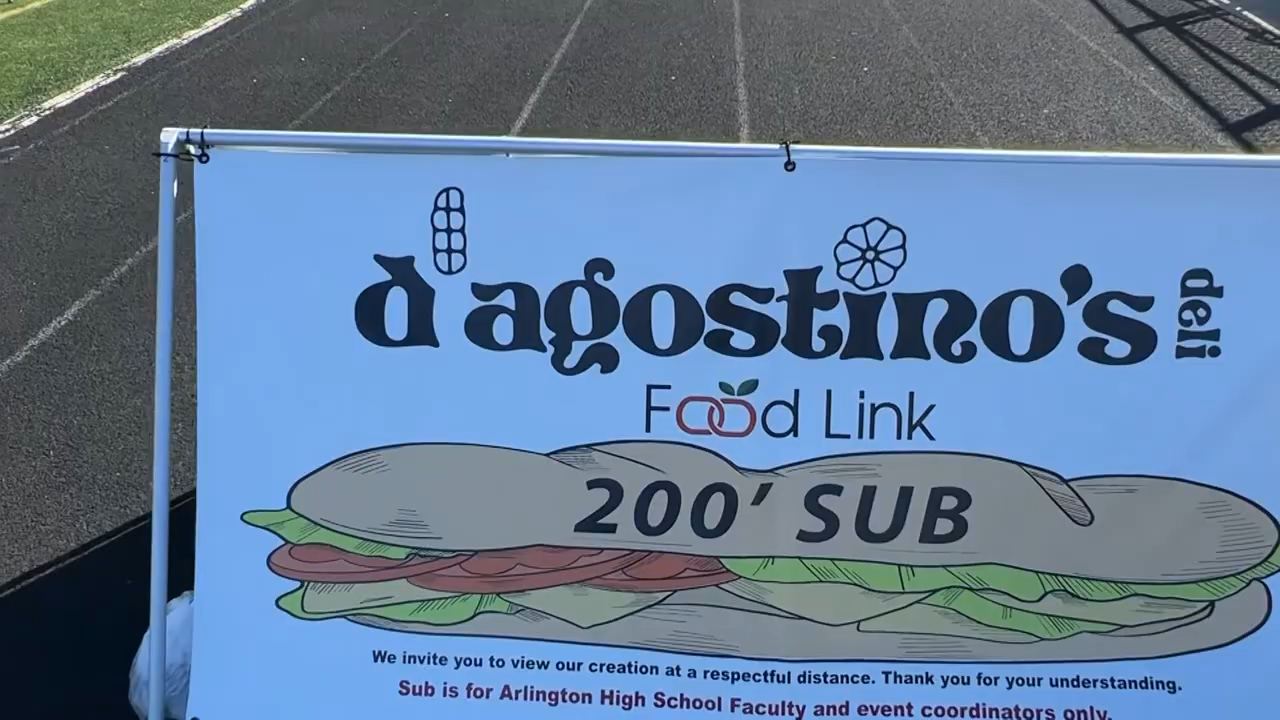 d'agostino's deli
Food Link
200' SUB
We invite you to view our creation at a respectful distance. Thank you for your understanding.
Sub is for Arlington High School Faculty and event coordinators only.